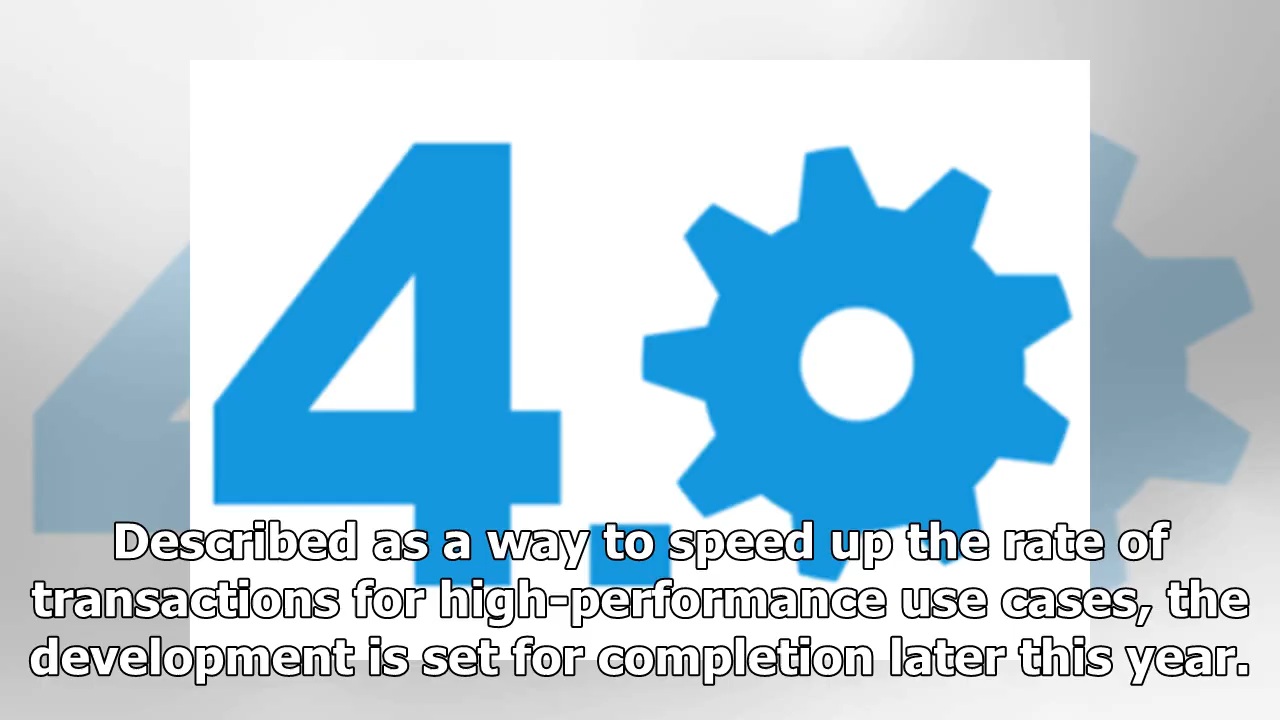 4.
Described as a way to speed up the rate of
transactions for high-performance use cases, the
development is set for completion later this year.